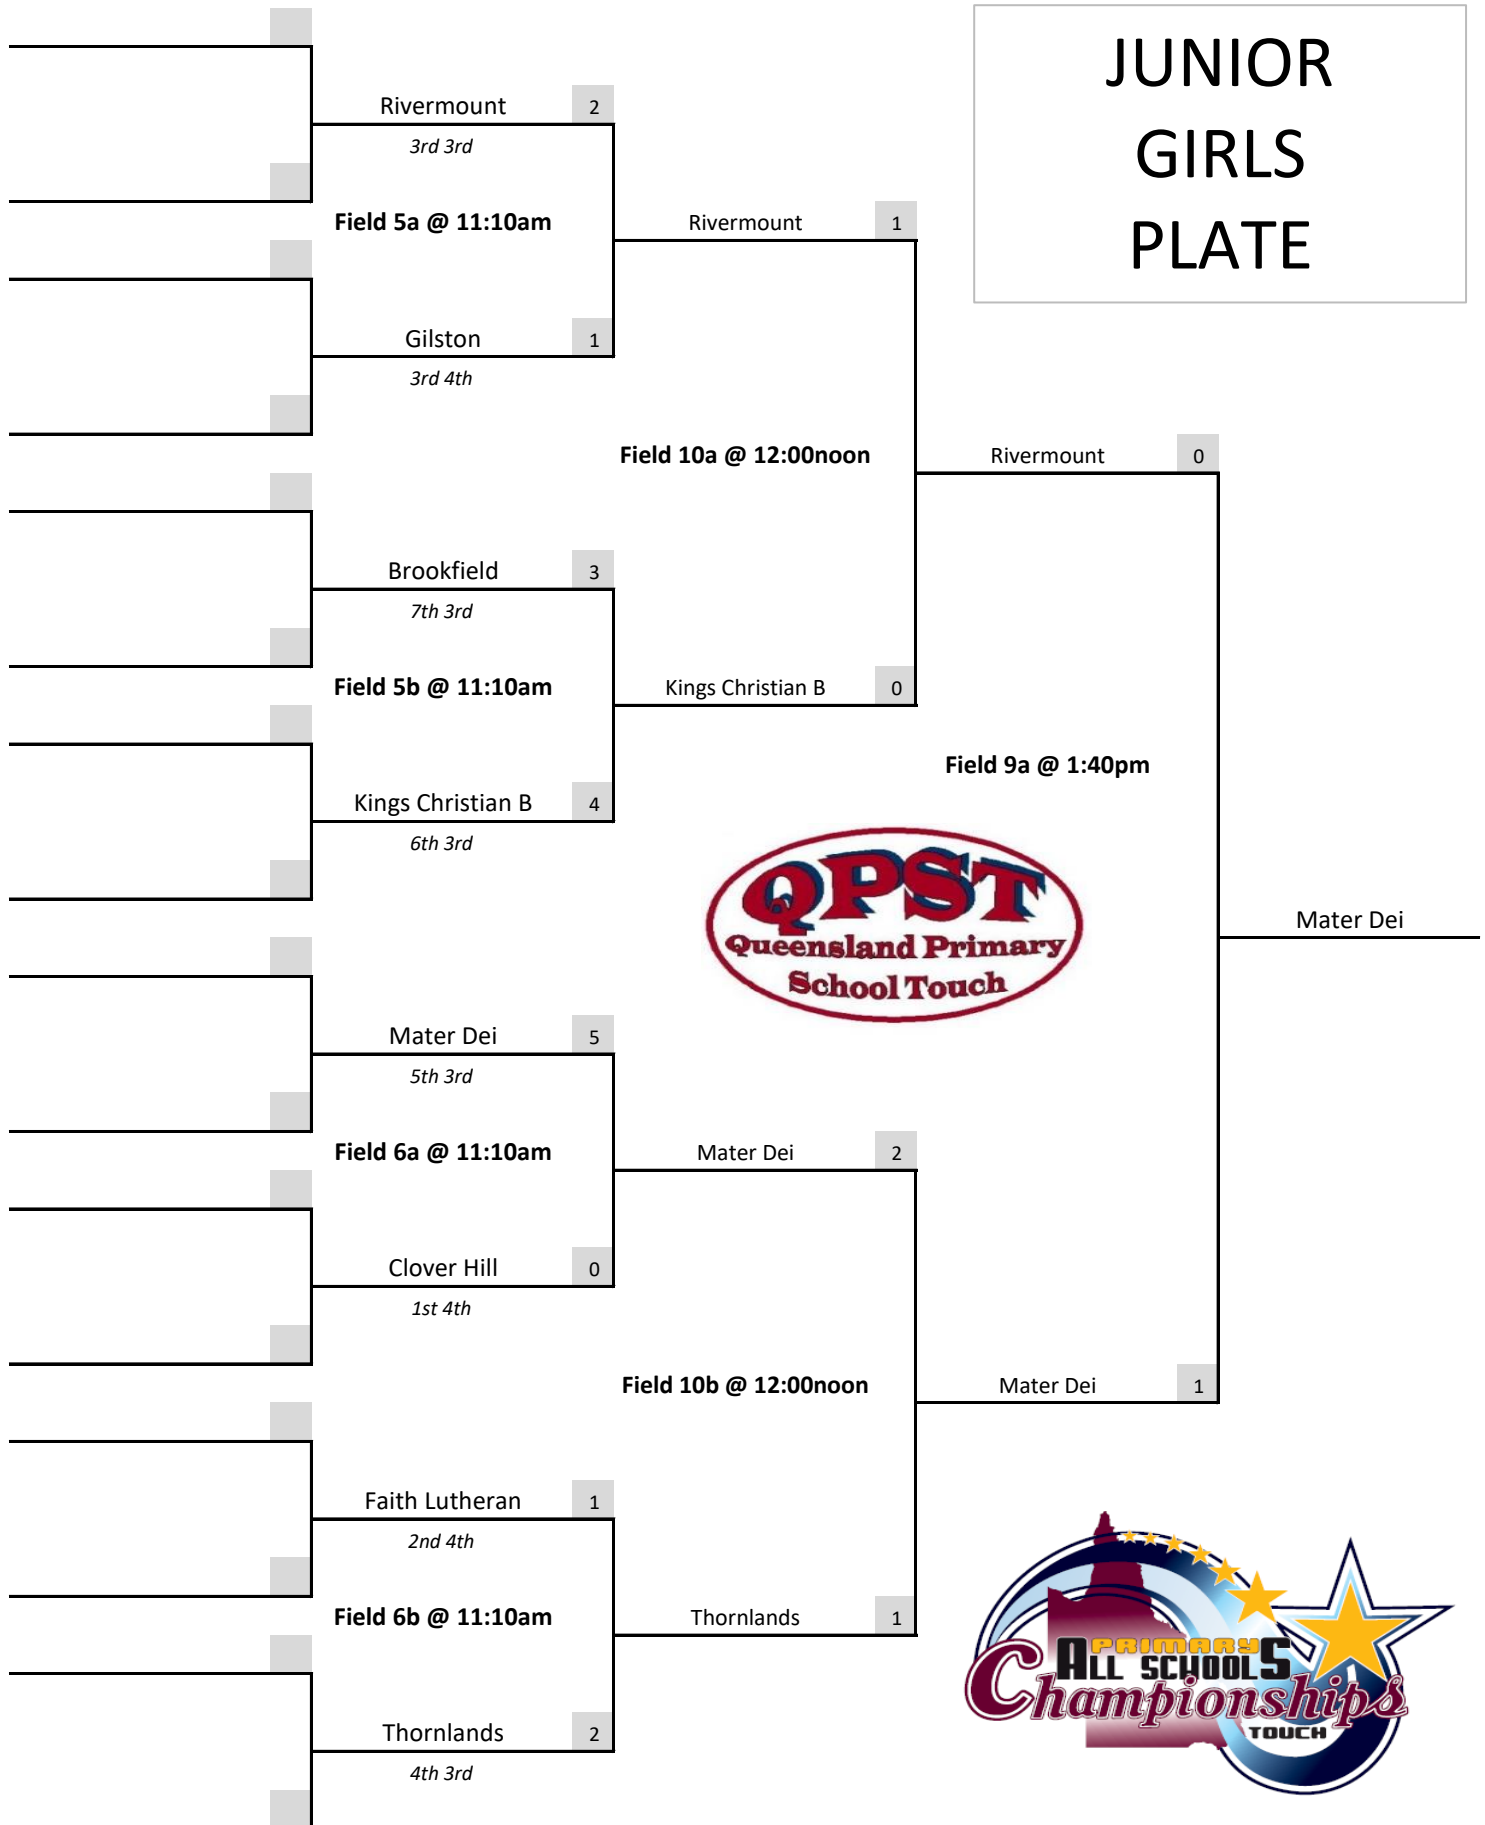 JUNIOR
GIRLS
PLATE
Rivermount 2
3rd 3rd
Field 5a @ 11:10am
Rivermount 1
Gilston 1
3rd 4th
Field 10a @ 12:00noon
Rivermount 0
Brookfield 3
7th 3rd
Field 5b @ 11:10am
Kings Christian B 0
Field 9a @ 1:40pm
Kings Christian B 4
6th 3rd
QPST
Queensland Primary
School Touch
Mater Dei
Mater Dei 5
5th 3rd
Field 6a @ 11:10am
Mater Dei 2
Clover Hill 0
1st 4th
Field 10b @ 12:00noon
Mater Dei 1
Faith Lutheran 1
2nd 4th
Field 6b @ 11:10am
Thornlands 1
PRIMARY
ALL SCHOOLS
Championships
TOUCH
Thornlands 2
4th 3rd